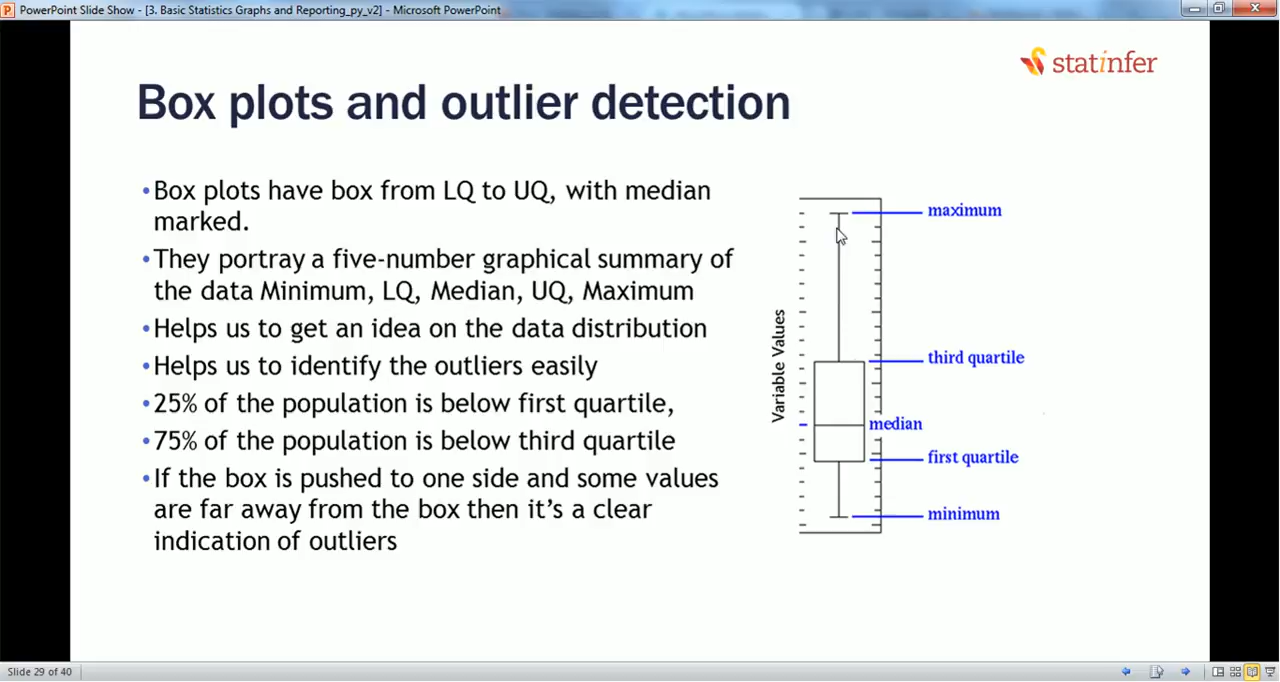 PowerPoint Slide Show - [3. Basic Statistics Graphs and Reporting_py_v2] - Microsoft PowerPoint
statinfer
Box plots and outlier detection
•Box plots have box from LQ to UQ, with median
marked.
•They portray a five-number graphical summary of
the data Minimum, LQ, Median, UQ, Maximum
•Helps us to get an idea on the data distribution
•Helps us to identify the outliers easily
•25% of the population is below first quartile,
•75% of the population is below third quartile
•If the box is pushed to one side and some values
are far away from the box then it’s a clear
indication of outliers
Variable Values
maximum
third quartile
median
first quartile
minimum
Slide 29 of 40